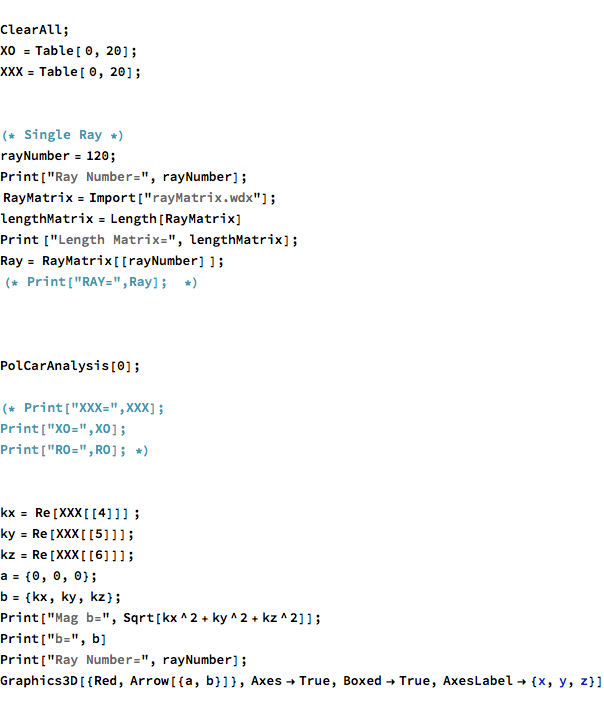 ClearAll;
XO = Table[ 0, 20];
XXX = Table[ 0, 20];
(* Single Ray *)
rayNumber = 120;
Print["Ray Number=", rayNumber];
RayMatrix = Import["rayMatrix.wdx"];
lengthMatrix = Length[RayMatrix]
Print ["Length Matrix=", lengthMatrix];
Ray = RayMatrix[[rayNumber] ];
(* Print["RAY=",Ray];  *)
PolCarAnalysis[0];
(* Print["XXX=",XXX];
Print["XO=",XO];
Print["RO=",RO]; *)
kx = Re[XXX[[4]]] ;
ky = Re[XXX[[5]]];
kz = Re[XXX[[6]]];
a = {0, 0, 0};
b = {kx, ky, kz};
Print["Mag b=", Sqrt[kx^2 + ky^2 + kz^2]];
Print["b=", b]
Print["Ray Number=", rayNumber];
Graphics3D[{Red, Arrow[{a, b}]}, Axes → True, Boxed → True, AxesLabel → {x, y, z}]